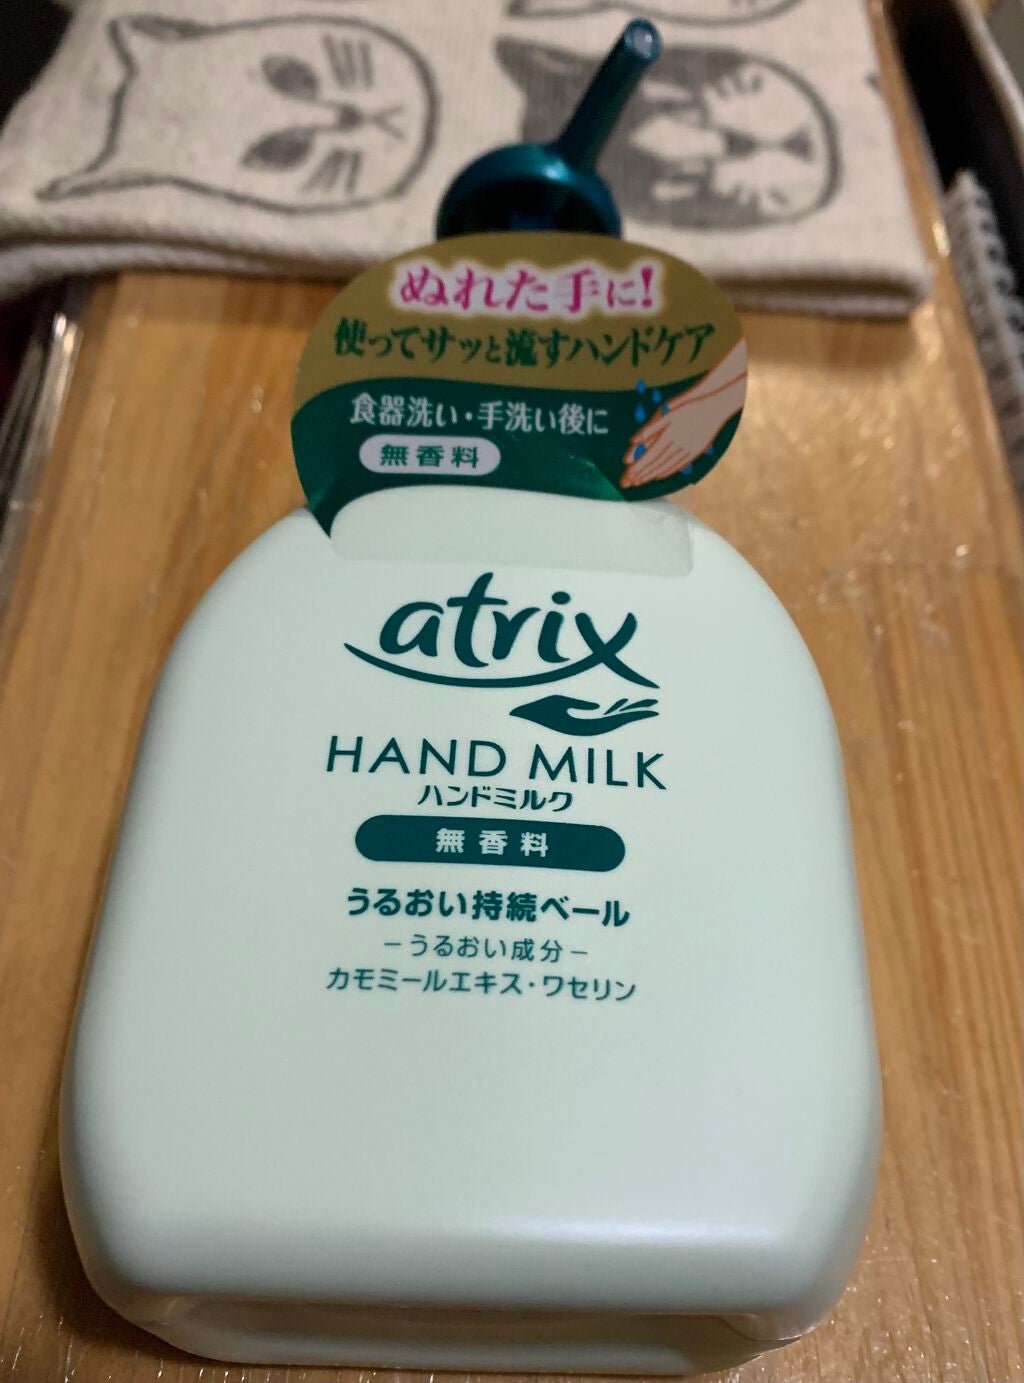 ぬれた手に!
使ってサッと流すハンドケア
食器洗い・手洗い後に
無香料
atrix
HAND MILK
ハンドミルク
無香料
うるおい持続ベール
－うるおい成分－
カモミールエキス・ワセリン